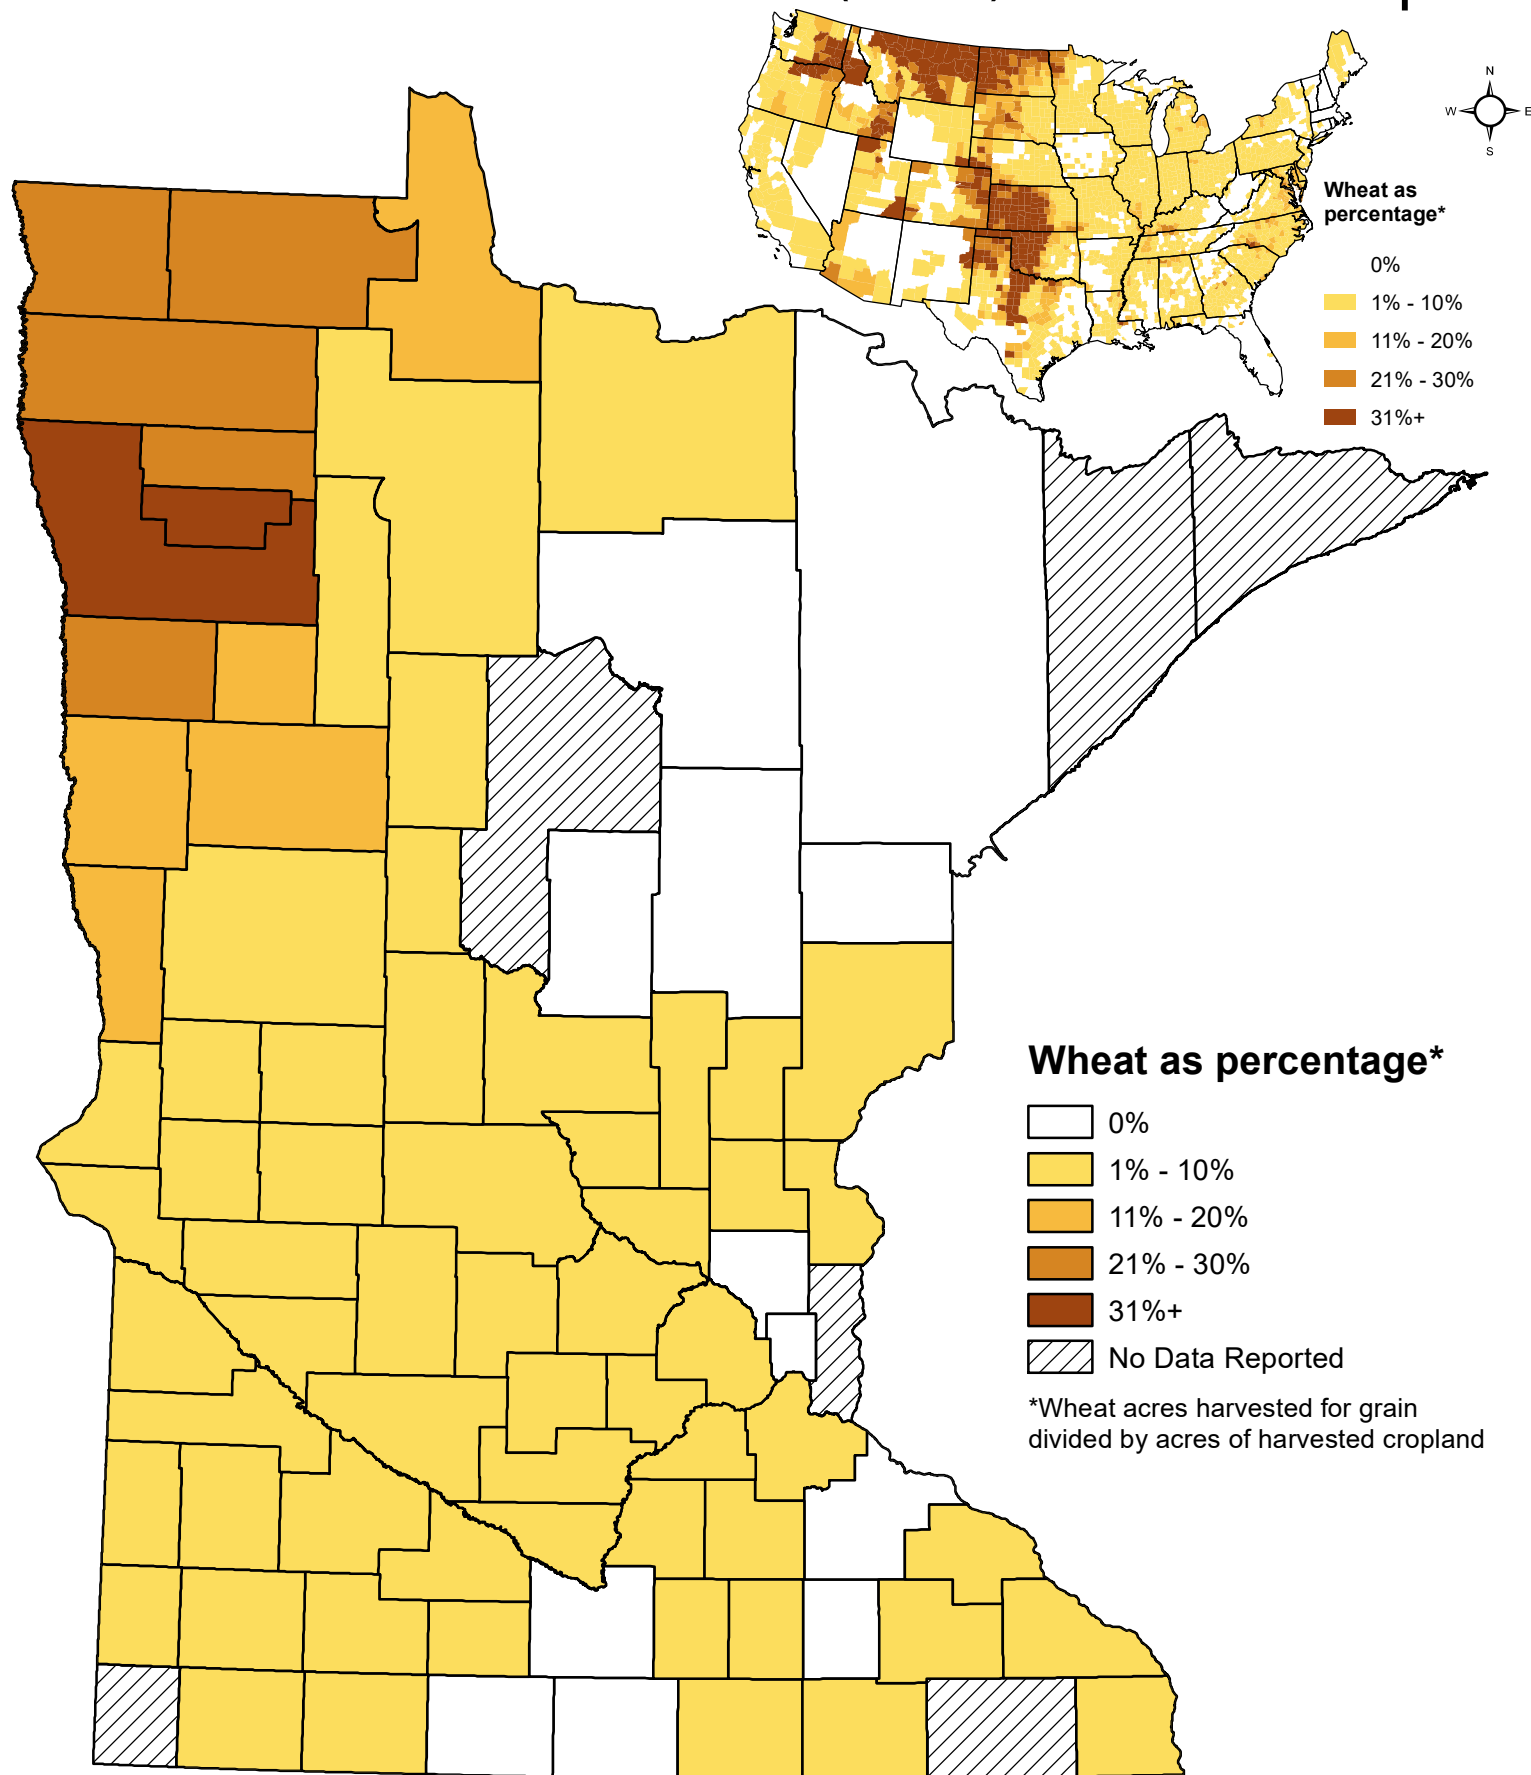 N
W E
S
Wheat as
percentage*
0%
1% - 10%
11% - 20%
21% - 30%
31%+
Wheat as percentage*
0%
1% - 10%
11% - 20%
21% - 30%
31%+
No Data Reported
*Wheat acres harvested for grain
divided by acres of harvested cropland